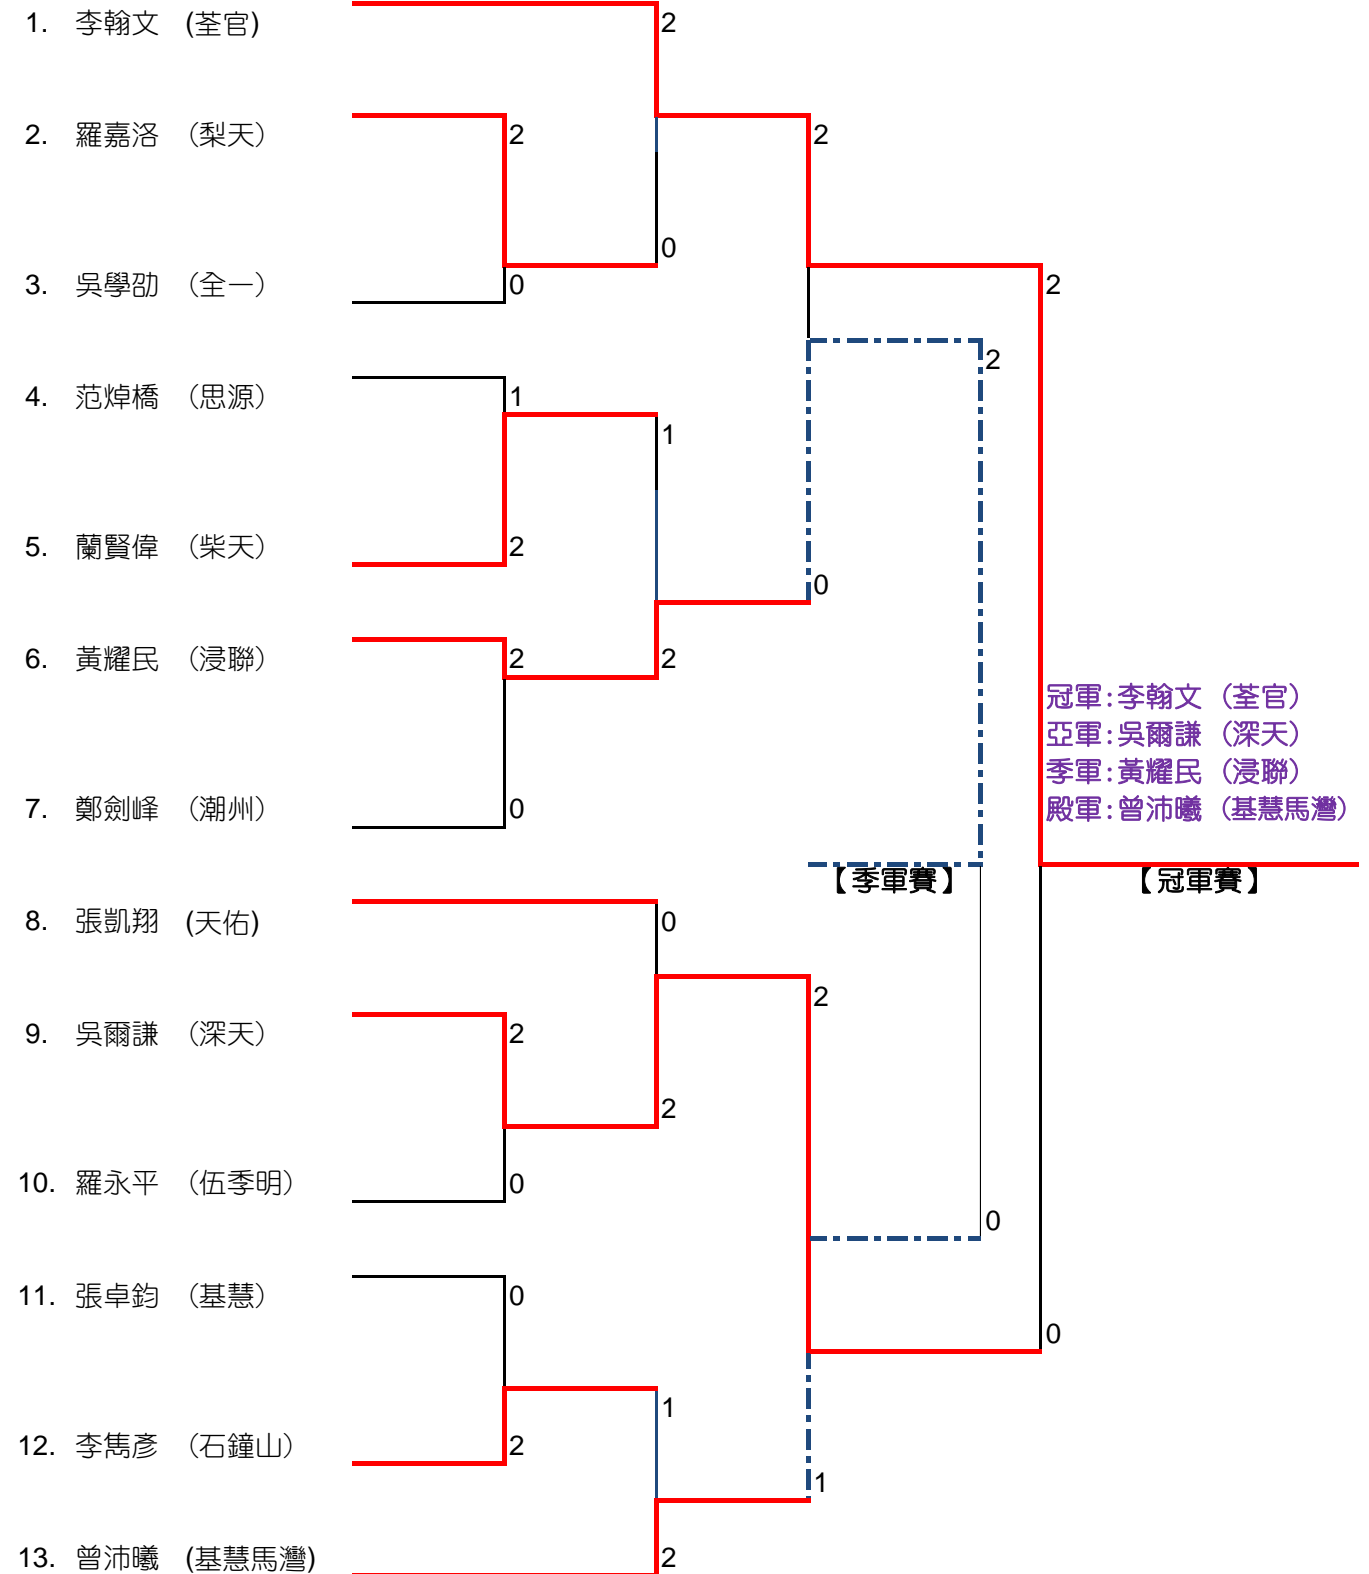 1. 李翰文 (荃官)
2
2. 羅嘉洛 （梨天）
2
2
0
3. 吳學劭 （全一）
0
2
2
4. 范焯橋 （思源）
1
1
5. 蘭賢偉 （柴天）
2
0
6. 黃耀民 （浸聯）
2
2
冠軍:李翰文（荃官）
亞軍:吳爾謙（深天）
季軍:黃耀民（浸聯）
殿軍:曾沛曦（基慧馬灣）
7. 鄭劍峰 （潮州）
0
【季軍賽】
【冠軍賽】
8. 張凱翔 (天佑)
0
2
9. 吳爾謙 （深天）
2
2
10. 羅永平 （伍季明）
0
0
11. 張卓鈞 （基慧）
0
0
1
12. 李雋彥 （石鐘山）
2
1
13. 曾沛曦 (基慧馬灣)
2